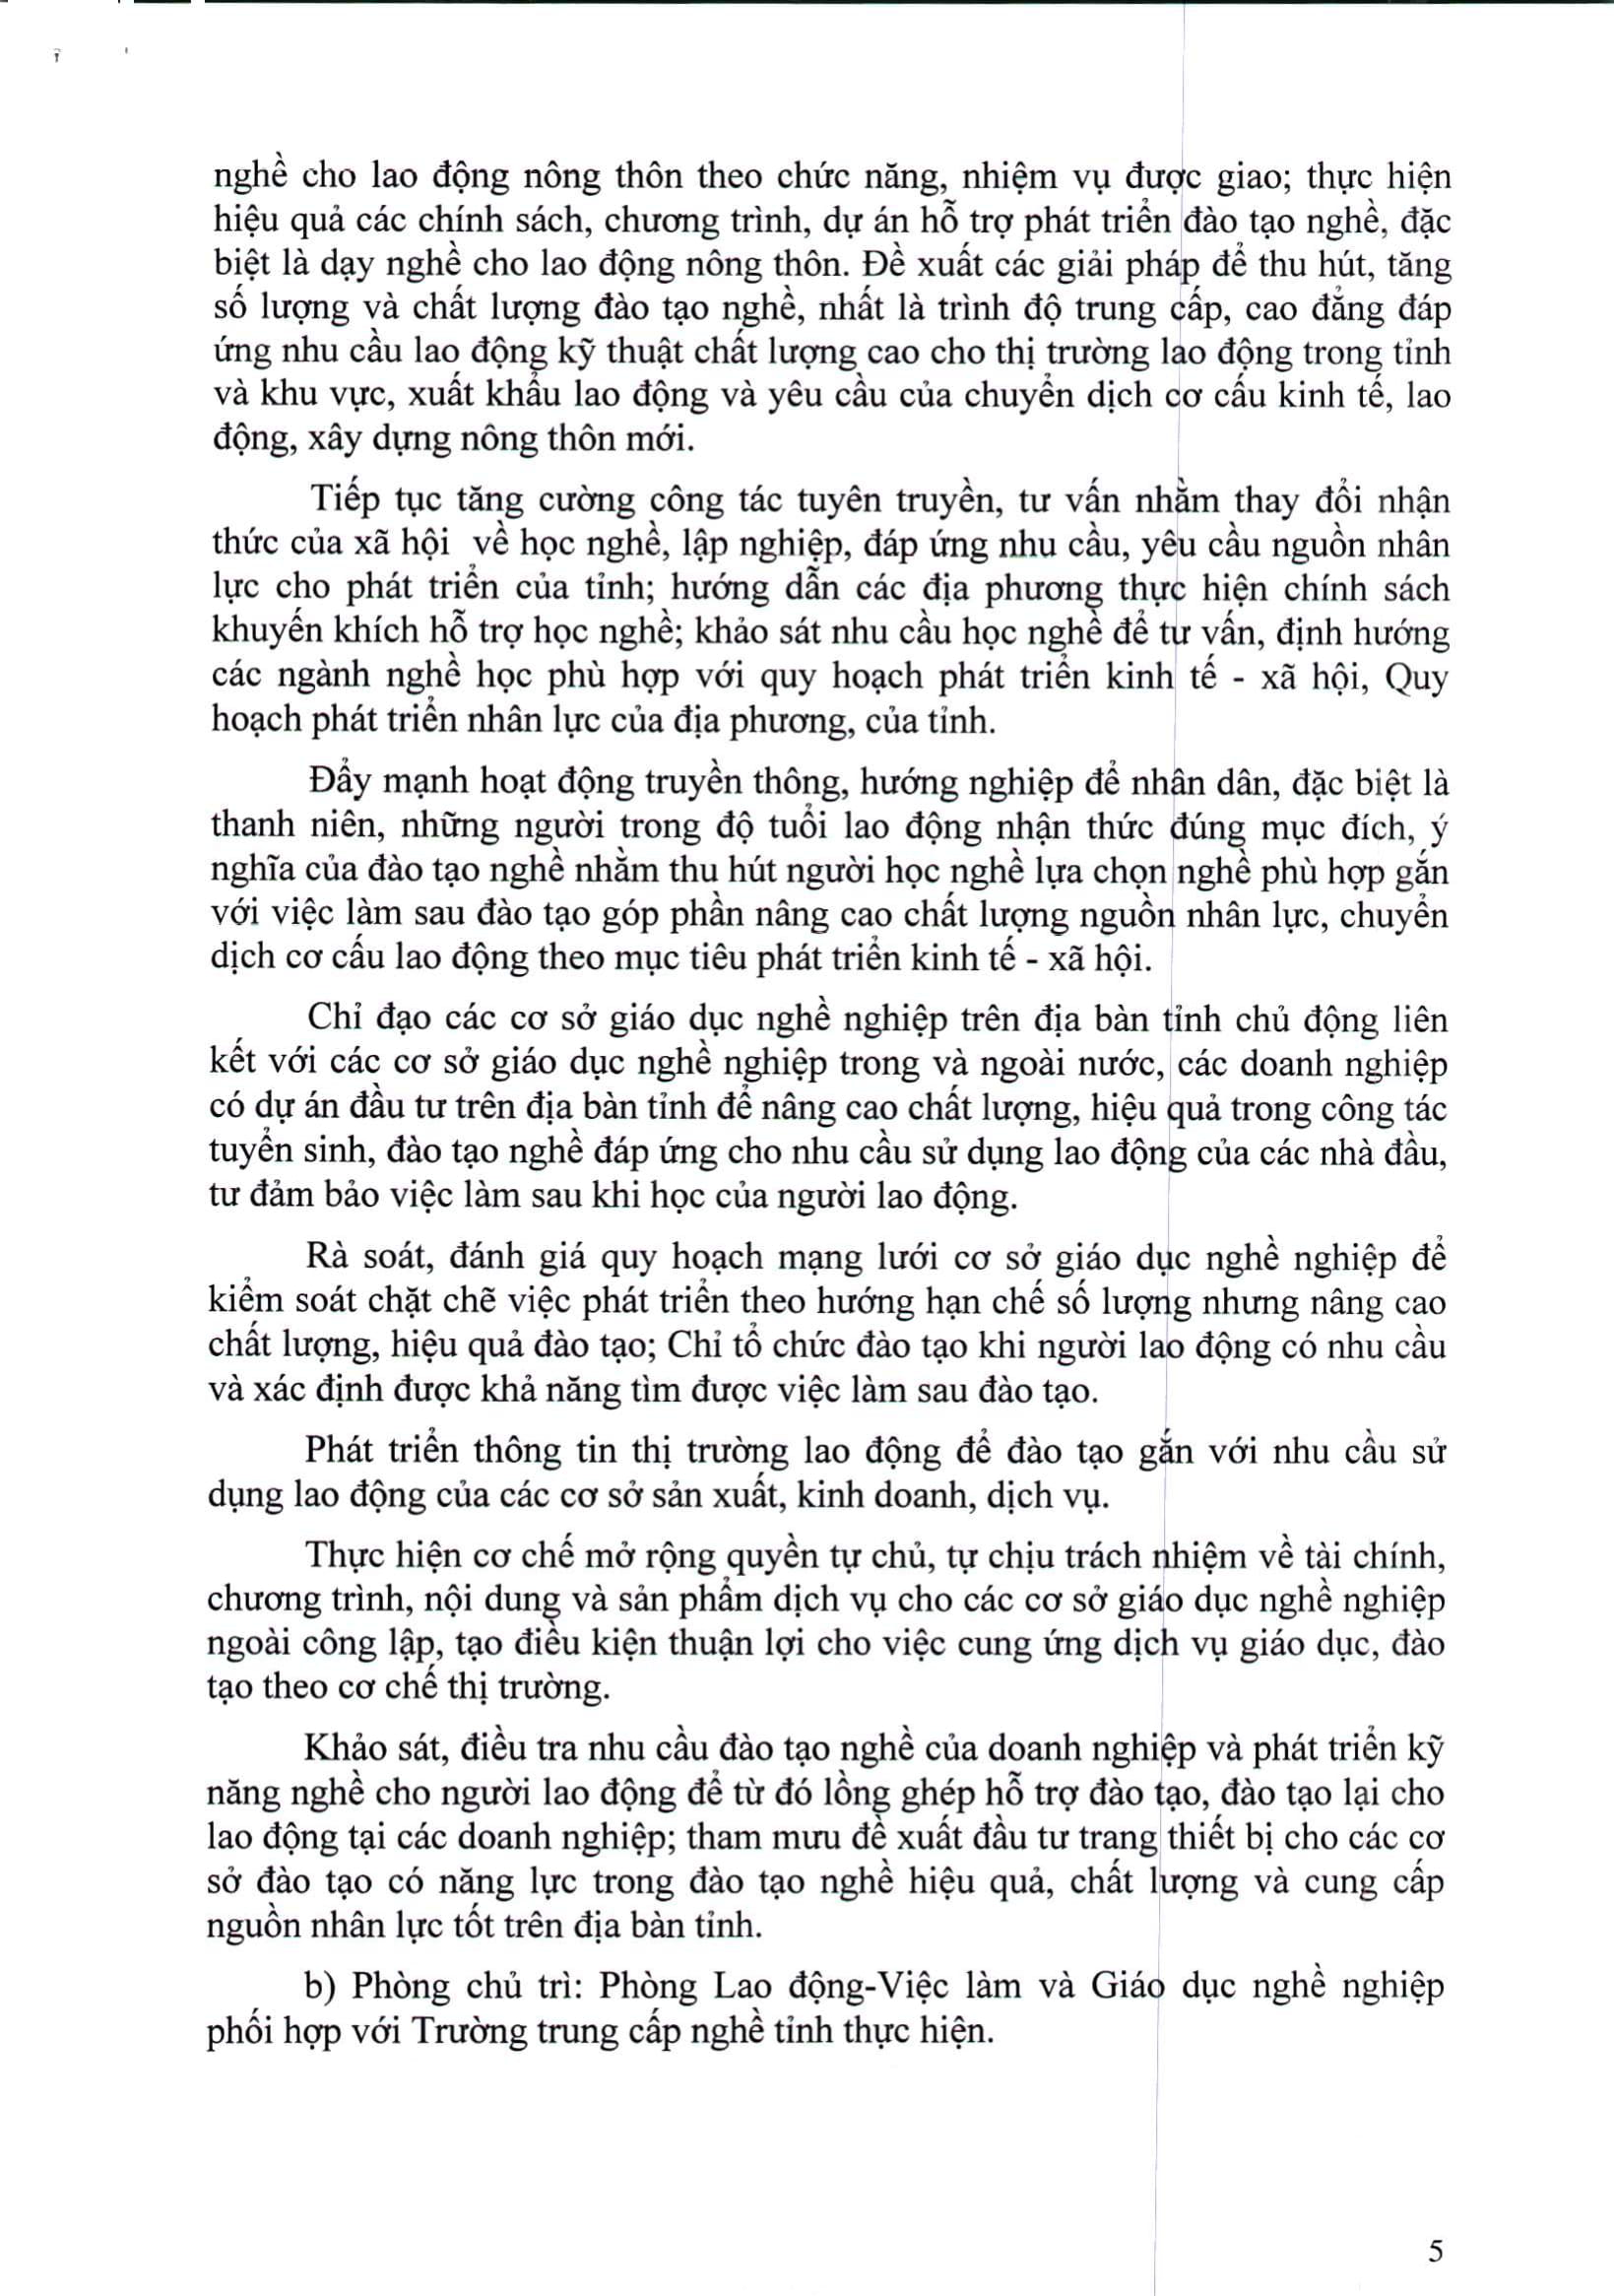 nghề cho lao động nông thôn theo chức năng, nhiệm vụ được giao; thực hiện
hiệu quả các chính sách, chương trình, dự án hỗ trợ phát triển đào tạo nghề, đặc
biệt là dạy nghề cho lao động nông thôn. Đề xuất các giải pháp để thu hút, tăng
số lượng và chất lượng đào tạo nghề, nhất là trình độ trung cấp, cao đẳng đáp
ứng nhu cầu lao động kỹ thuật chất lượng cao cho thị trường lao động trong tỉnh
và khu vực, xuất khẩu lao động và yêu cầu của chuyển dịch cơ cấu kinh tế, lao
động, xây dựng nông thôn mới.
Tiếp tục tăng cường công tác tuyên truyền, tư vấn nhằm thay đổi nhận
thức của xã hội về học nghề, lập nghiệp, đáp ứng nhu cầu, yêu cầu nguồn nhân
lực cho phát triển của tỉnh; hướng dẫn các địa phương thực hiện chính sách
khuyến khích hỗ trợ học nghề; khảo sát nhu cầu học nghề để tư vấn, định hướng
các ngành nghề học phù hợp với quy hoạch phát triển kinh tế - xã hội, Quy
hoạch phát triển nhân lực của địa phương, của tỉnh.
Đẩy mạnh hoạt động truyền thông, hướng nghiệp để nhân dân, đặc biệt là
thanh niên, những người trong độ tuổi lao động nhận thức đúng mục đích, ý
nghĩa của đào tạo nghề nhằm thu hút người học nghề lựa chọn nghề phù hợp gắn
với việc làm sau đào tạo góp phần nâng cao chất lượng nguồn nhân lực, chuyển
dịch cơ cấu lao động theo mục tiêu phát triển kinh tế - xã hội.
Chỉ đạo các cơ sở giáo dục nghề nghiệp trên địa bàn tỉnh chủ động liên
kết với các cơ sở giáo dục nghề nghiệp trong và ngoài nước, các doanh nghiệp
có dự án đầu tư trên địa bàn tỉnh để nâng cao chất lượng, hiệu quả trong công tác
tuyển sinh, đào tạo nghề đáp ứng cho nhu cầu sử dụng lao động của các nhà đầu,
tư đảm bảo việc làm sau khi học của người lao động.
Rà soát, đánh giá quy hoạch mạng lưới cơ sở giáo dục nghề nghiệp để
kiểm soát chặt chẽ việc phát triển theo hướng hạn chế số lượng nhưng nâng cao
chất lượng, hiệu quả đào tạo; Chỉ tổ chức đào tạo khi người lao động có nhu cầu
và xác định được khả năng tìm được việc làm sau đào tạo.
Phát triển thông tin thị trường lao động để đào tạo gắn với nhu cầu sử
dụng lao động của các cơ sở sản xuất, kinh doanh, dịch vụ.
Thực hiện cơ chế mở rộng quyền tự chủ, tự chịu trách nhiệm về tài chính,
chương trình, nội dung và sản phẩm dịch vụ cho các cơ sở giáo dục nghề nghiệp
ngoài công lập, tạo điều kiện thuận lợi cho việc cung ứng dịch vụ giáo dục, đào
tạo theo cơ chế thị trường.
Khảo sát, điều tra nhu cầu đào tạo nghề của doanh nghiệp và phát triển kỹ
năng nghề cho người lao động để từ đó lồng ghép hỗ trợ đào tạo, đào tạo lại cho
lao động tại các doanh nghiệp; tham mưu đề xuất đầu tư trang thiết bị cho các cơ
sở đào tạo có năng lực trong đào tạo nghề hiệu quả, chất lượng và cung cấp
nguồn nhân lực tốt trên địa bàn tỉnh.
b) Phòng chủ trì: Phòng Lao động-Việc làm và Giáo dục nghề nghiệp
phối hợp với Trường trung cấp nghề tỉnh thực hiện.
5